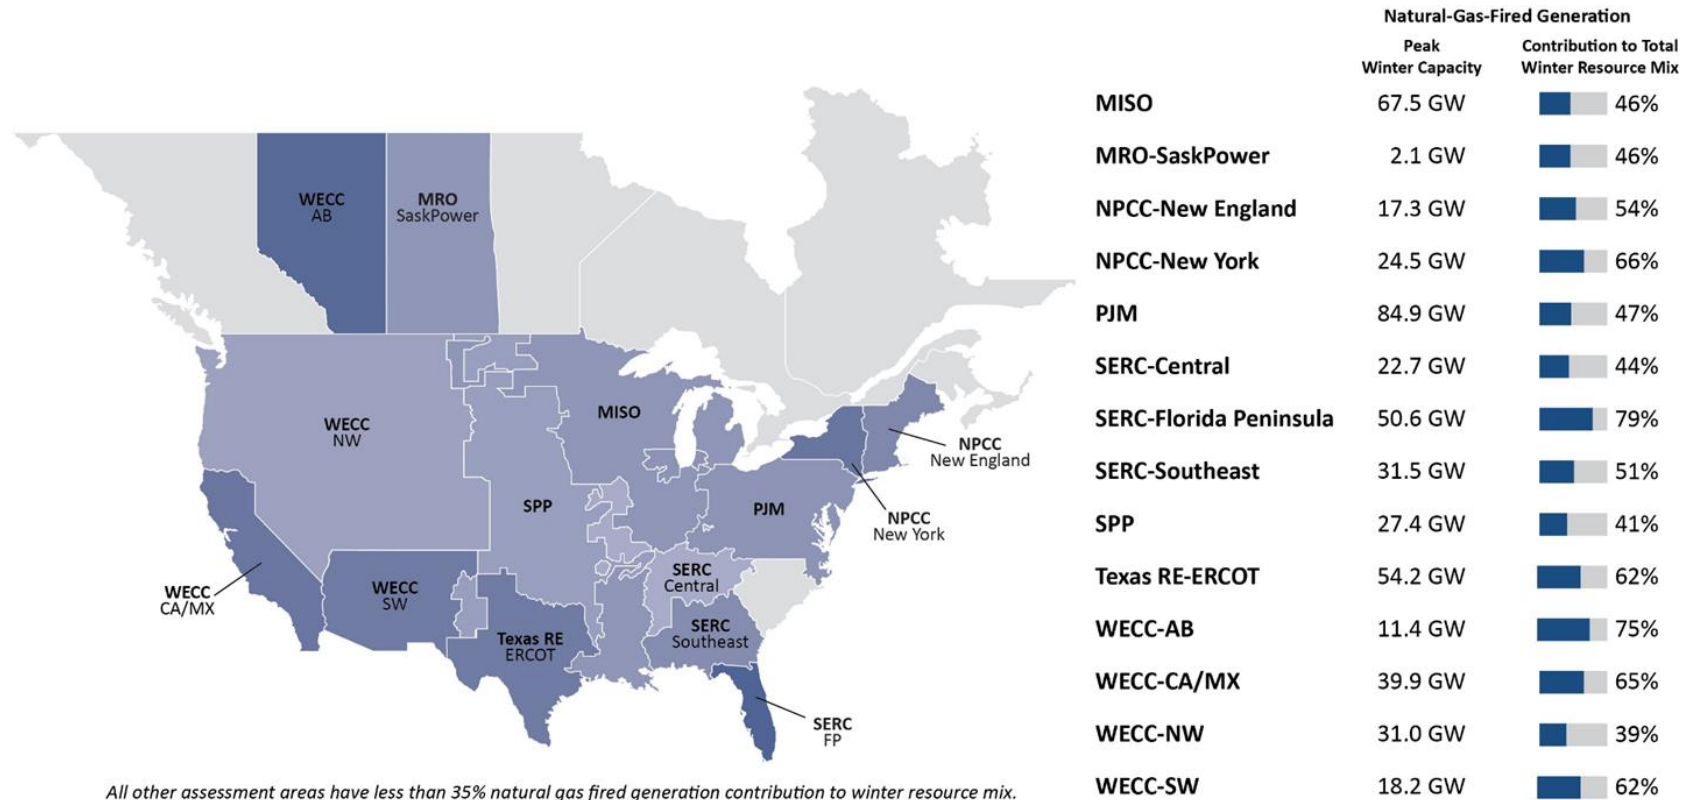 Natural-Gas-Fired Generation
Peak Winter Capacity
Contribution to Total Winter Resource Mix
MISO 67.5 GW 46%
MRO-SaskPower 2.1 GW 46%
NPCC-New England 17.3 GW 54%
NPCC-New York 24.5 GW 66%
PJM 84.9 GW 47%
SERC-Central 22.7 GW 44%
SERC-Florida Peninsula 50.6 GW 79%
SERC-Southeast 31.5 GW 51%
SPP 27.4 GW 41%
Texas RE-ERCOT 54.2 GW 62%
WECC-AB 11.4 GW 75%
WECC-CA/MX 39.9 GW 65%
WECC-NW 31.0 GW 39%
WECC-SW 18.2 GW 62%
WECC
AB
MRO
SaskPower
WECC
NW
MISO
NPCC
New England
SPP
PJM
NPCC
New York
WECC
CA/MX
WECC
SW
SERC
Central
SERC
Southeast
Texas RE
ERCOT
SERC
FP
All other assessment areas have less than 35% natural gas fired generation contribution to winter resource mix.